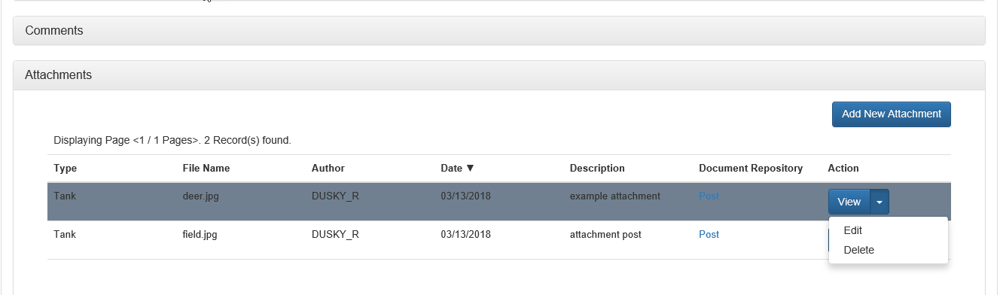 Comments
Attachments
Add New Attachment
Displaying Page <1 / 1 Pages>. 2 Record(s) found.
Type File Name Author Date ▼ Description Document Repository Action
Tank deer.jpg DUSKY_R 03/13/2018 example attachment Post View
Tank field.jpg DUSKY_R 03/13/2018 attachment post Post
Edit
Delete